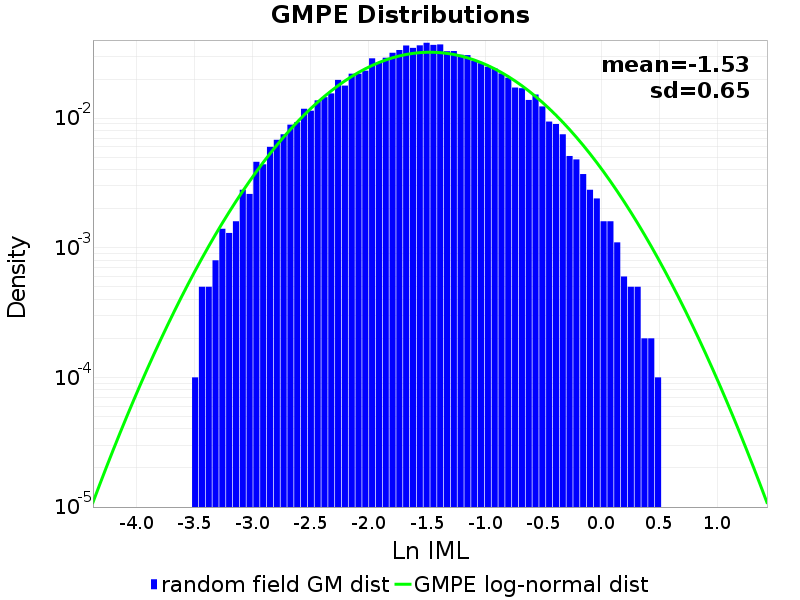 GMPE Distributions
mean=-1.53
sd=0.65
10-2
10-3
10-4
10-5
Density
-4.0 -3.5 -3.0 -2.5 -2.0 -1.5 -1.0 -0.5 0.0 0.5 1.0
Ln IML
random field GM dist GMPE log-normal dist